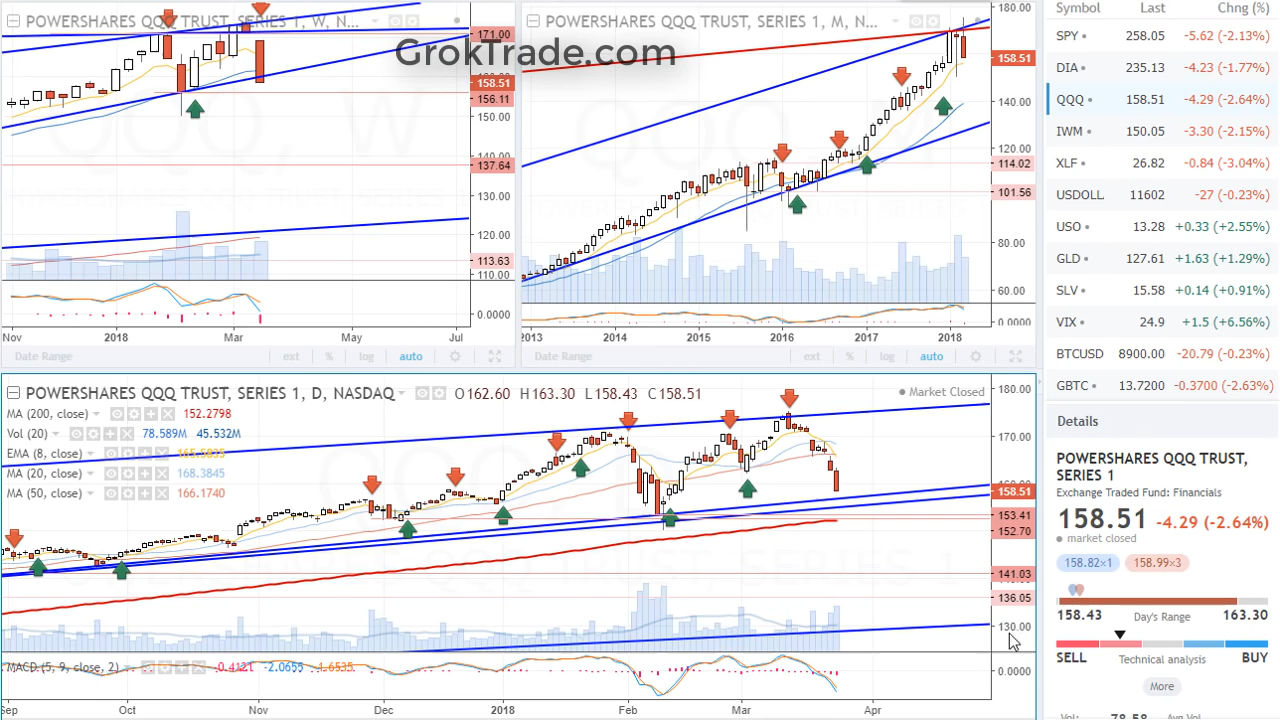 POWERSHARES QQQ TRUST, SERIES 1, W, N...
GrokTrade.com
171.00
158.51
156.11
150.00
140.00
137.64
130.00
120.00
113.63
110.00
0.0000
Nov 2018 Mar May Jul
Date Range ext % log auto
POWERSHARES QQQ TRUST, SERIES 1, M, N...
180.00
158.51
140.00
120.00
114.02
101.56
80.00
60.00
0.0000
2013 2014 2015 2016 2017 2018
Date Range ext % log auto
POWERSHARES QQQ TRUST, SERIES 1, D, NASDAQ O162.60 H163.30 L158.43 C158.51
Market Closed
MA (200, close) 152.2798
Vol (20) 78.589M 45.532M
EMA (8, close) 165.5835
MA (20, close) 168.3845
MA (50, close) 166.1740
180.00
170.00
160.00
158.51
153.41
152.70
141.03
136.05
130.00
MACD (5, 9, close, 2) -0.4121 -2.0655 -1.6535
0.0000
Sep Oct Nov Dec 2018 Feb Mar Apr
Symbol Last Chng (%)
SPY 258.05 -5.62 (-2.13%)
DIA 235.13 -4.23 (-1.77%)
QQQ 158.51 -4.29 (-2.64%)
IWM 150.05 -3.30 (-2.15%)
XLF 26.82 -0.84 (-3.04%)
USDOLL 11602 -27 (-0.23%)
USO 13.28 +0.33 (+2.55%)
GLD 127.61 +1.63 (+1.29%)
SLV 15.58 +0.14 (+0.91%)
VIX 24.9 +1.5 (+6.56%)
BTCUSD 8900.00 -20.79 (-0.23%)
GBTC 13.7200 -0.3700 (-2.63%)
Details
POWERSHARES QQQ TRUST,
SERIES 1
Exchange Traded Fund: Financials
158.51 -4.29 (-2.64%)
market closed
158.82×1 158.99×3
158.43 Day's Range 163.30
SELL Technical analysis BUY
More